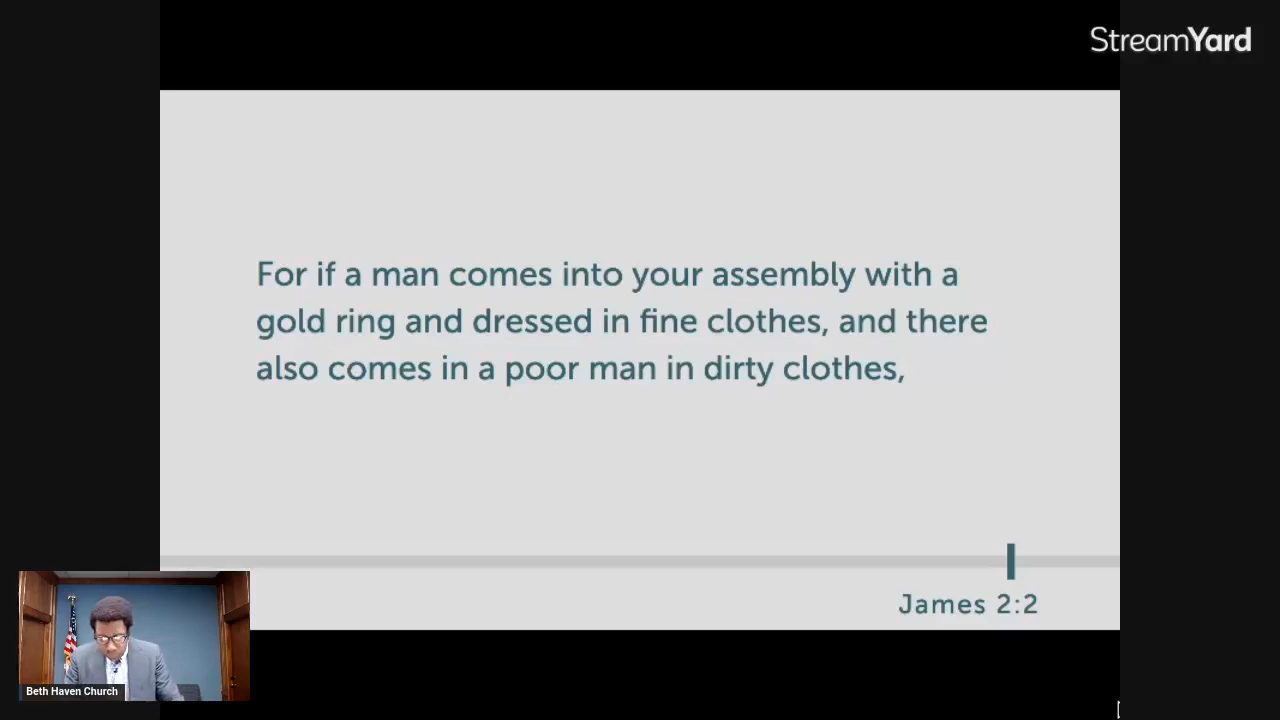 StreamYard
For if a man comes into your assembly with a
gold ring and dressed in fine clothes, and there
also comes in a poor man in dirty clothes,
James 2:2
Beth Haven Church